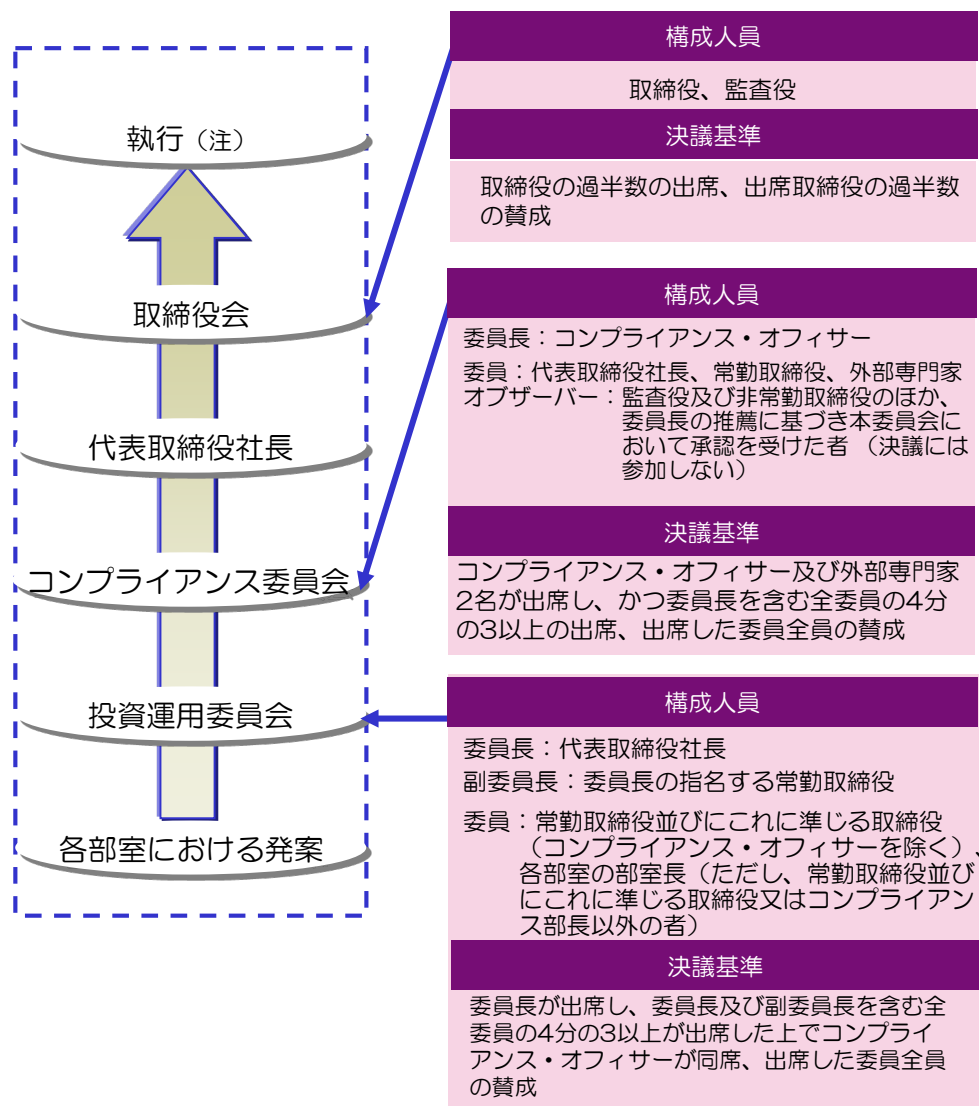 執行（注）
取締役会
代表取締役社長
コンプライアンス委員会
投資運用委員会
各部室における発案
構成人員
取締役、監査役
決議基準
取締役の過半数の出席、出席取締役の過半数
の賛成
構成人員
委員長：コンプライアンス・オフィサー
委員：代表取締役社長、常勤取締役、外部専門家
オブザーバー：監査役及び非常勤取締役のほか、
委員長の推薦に基づき本委員会に
おいて承認を受けた者 （決議には
参加しない）
決議基準
コンプライアンス・オフィサー及び外部専門家
2名が出席し、かつ委員長を含む全委員の4分
の3以上の出席、出席した委員全員の賛成
構成人員
委員長：代表取締役社長
副委員長：委員長の指名する常勤取締役
委員：常勤取締役並びにこれに準じる取締役
（コンプライアンス・オフィサーを除く）、
各部室の部室長（ただし、常勤取締役並び
にこれに準じる取締役又はコンプライアン
ス部長以外の者）
決議基準
委員長が出席し、委員長及び副委員長を含む全
委員の4分の3以上が出席した上でコンプライ
アンス・オフィサーが同席、出席した委員全員
の賛成